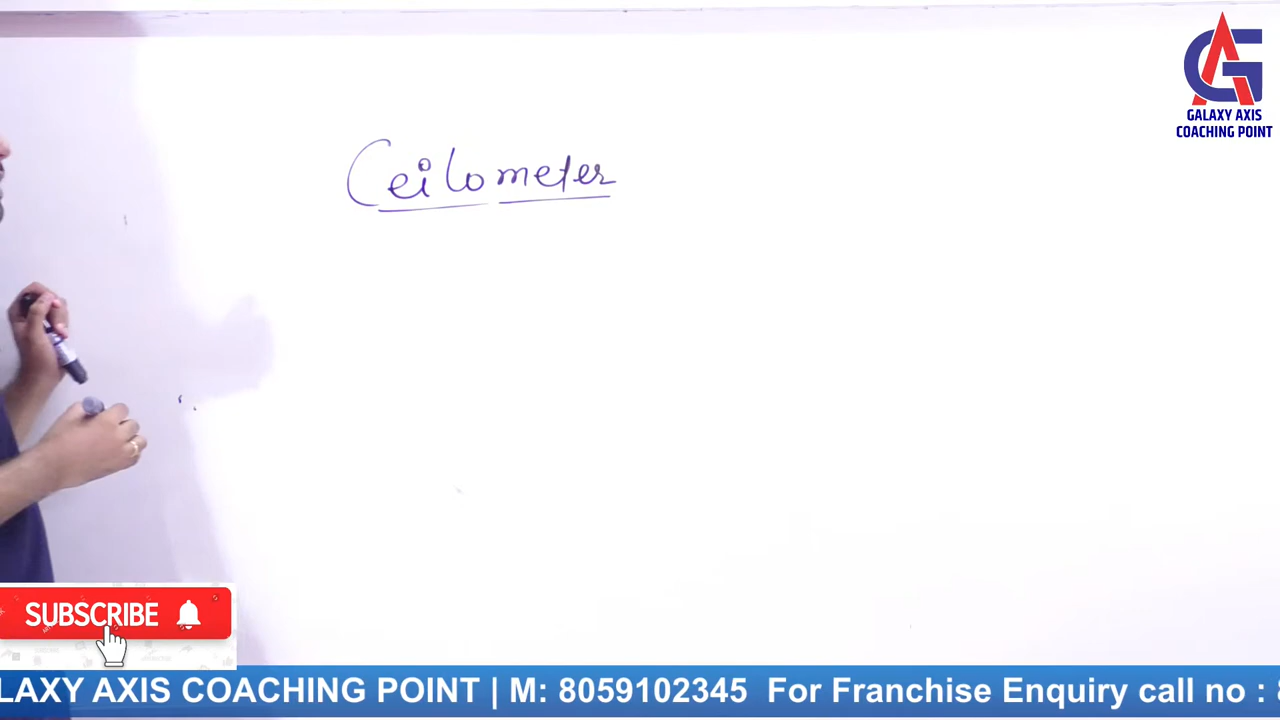 GALAXY AXIS
COACHING POINT
Ceilometer
SUBSCRIBE
LAXY AXIS COACHING POINT | M: 8059102345 For Franchise Enquiry call no :